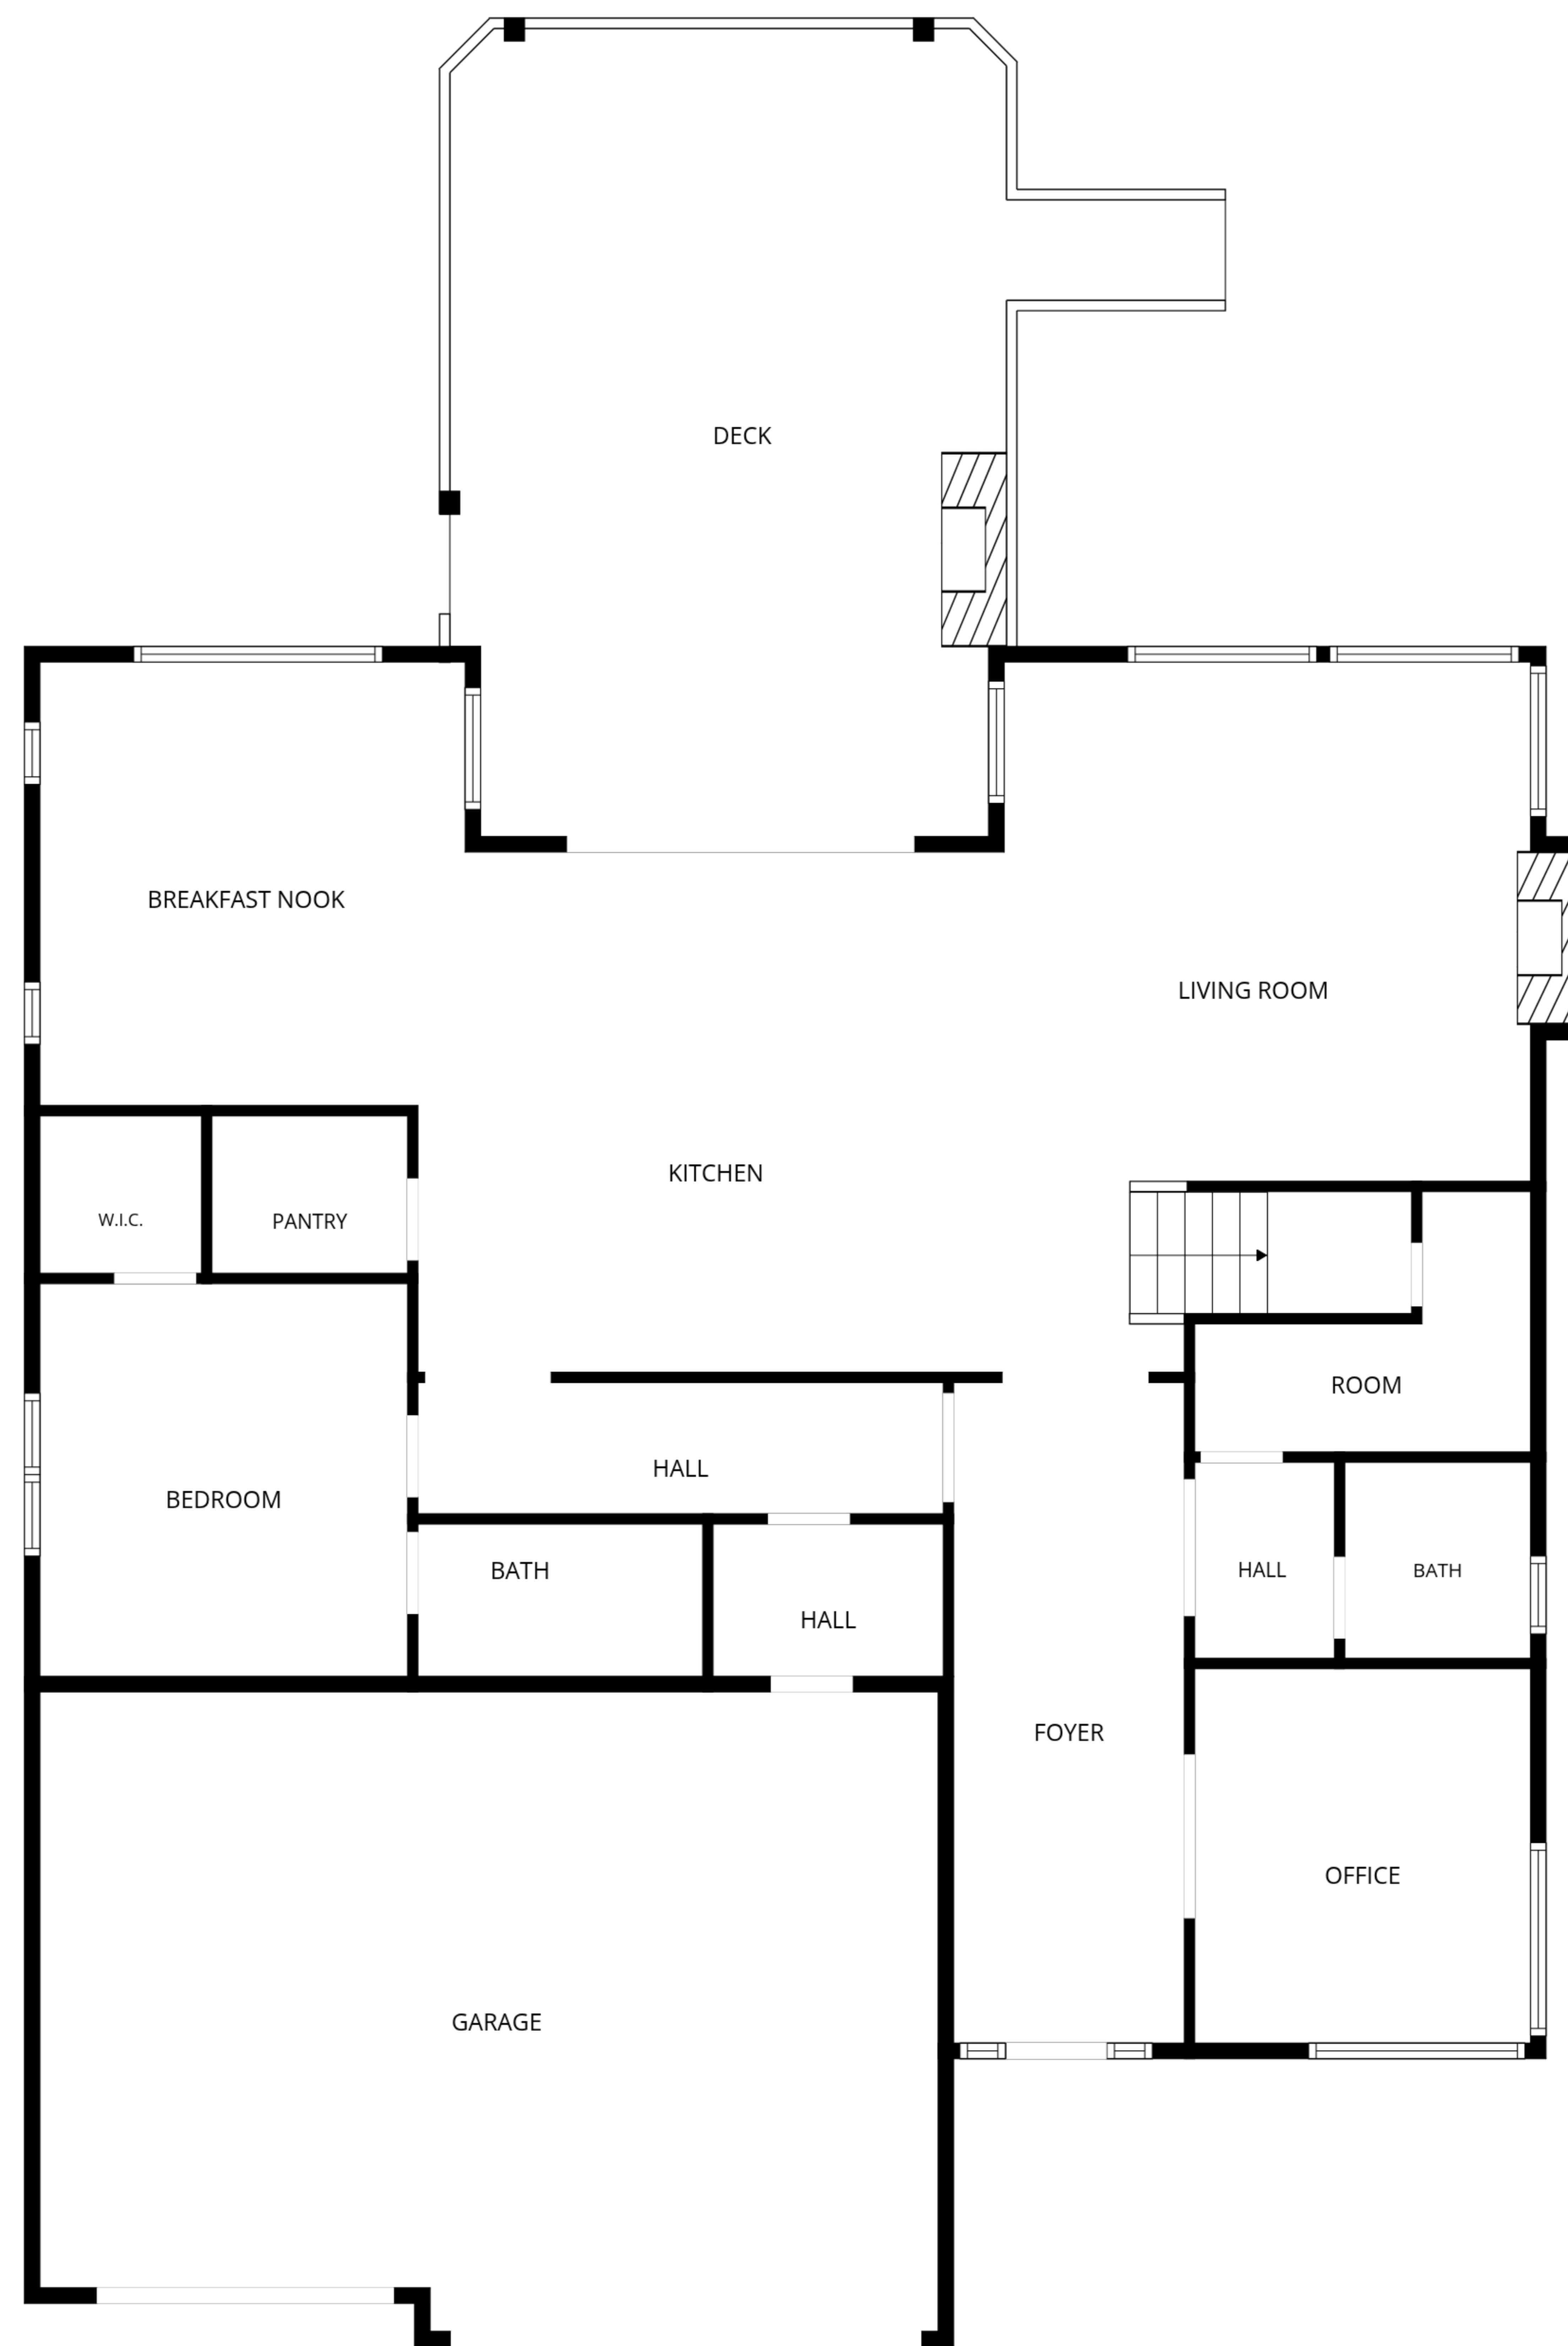 DECK
BREAKFAST NOOK
LIVING ROOM
KITCHEN
W.I.C.
PANTRY
ROOM
HALL
BEDROOM
BATH
HALL
BATH
HALL
FOYER
OFFICE
GARAGE